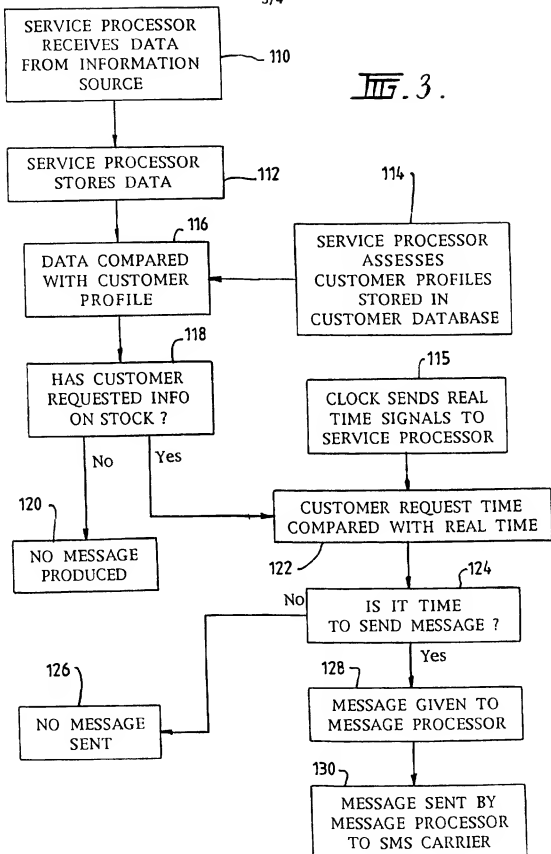 3/4
SERVICE PROCESSOR
RECEIVES DATA
FROM INFORMATION
SOURCE
110
FIG. 3.
SERVICE PROCESSOR
STORES DATA
112
114
116
DATA COMPARED
WITH CUSTOMER
PROFILE
SERVICE PROCESSOR
ASSESSES
CUSTOMER PROFILES
STORED IN
CUSTOMER DATABASE
118
HAS CUSTOMER
REQUESTED INFO
ON STOCK ?
115
CLOCK SENDS REAL
TIME SIGNALS TO
SERVICE PROCESSOR
No
Yes
120
NO MESSAGE
PRODUCED
CUSTOMER REQUEST TIME
COMPARED WITH REAL TIME
122
124
No
IS IT TIME
TO SEND MESSAGE ?
Yes
126
NO MESSAGE
SENT
128
MESSAGE GIVEN TO
MESSAGE PROCESSOR
130
MESSAGE SENT BY
MESSAGE PROCESSOR
TO SMS CARRIER